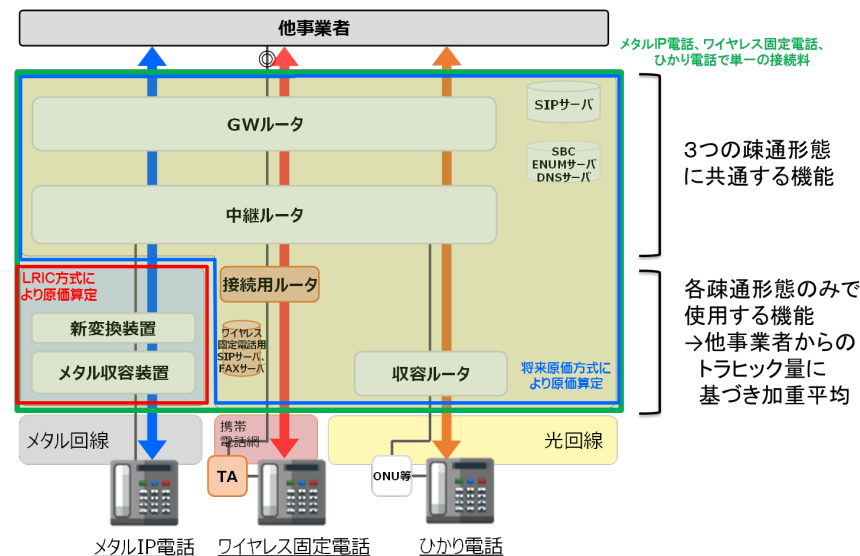 他事業者
メタルIP電話、ワイヤレス固定電話、
ひかり電話で単一の接続料
SIPサーバ
GWルータ
SBC
ENUMサーバ
DNSサーバ
3つの疎通形態
に共通する機能
中継ルータ
LRIC方式に
より原価算定
接続用ルータ
新変換装置
ワイヤレス
固定電話用
SIPサーバ、
FAXサーバ
メタル収容装置
収容ルータ
将来原価方式に
より原価算定
各疎通形態のみで
使用する機能
→他事業者からの
トラヒック量に
基づき加重平均
メタル回線
携帯
電話網
光回線
TA
ONU等
メタルIP電話
ワイヤレス固定電話
ひかり電話